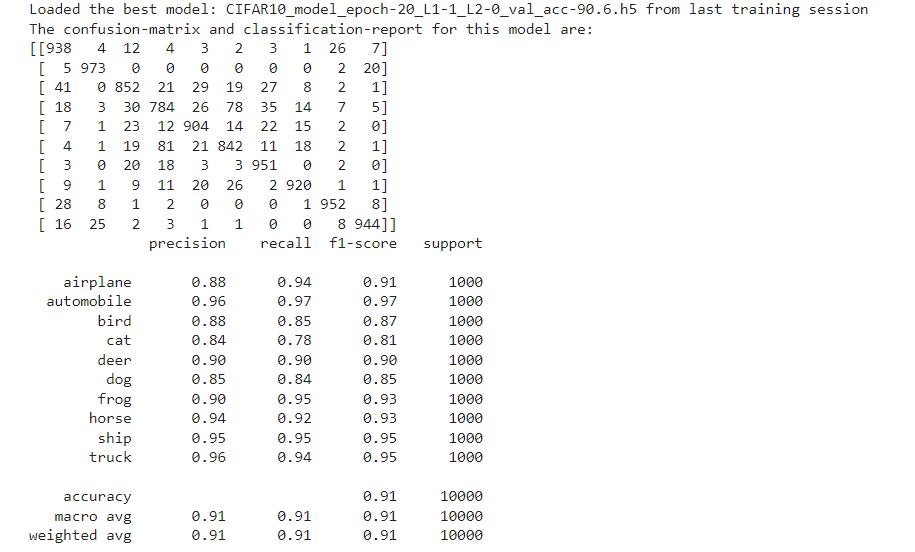 Loaded the best model: CIFAR10_model_epoch-20_L1-1_L2-0_val_acc-90.6.h5 from last training session
The confusion-matrix and classification-report for this model are:
[[938   4  12   4   3   2   3   1  26   7]
 [  5 973   0   0   0   0   0   0   2  20]
 [ 41   0 852  21  29  19  27   8   2   1]
 [ 18   3  30 784  26  78  35  14   7   5]
 [  7   1  23  12 904  14  22  15   2   0]
 [  4   1  19  81  21 842  11  18   2   1]
 [  3   0  20  18   3   3 951   0   2   0]
 [  9   1   9  11  20  26   2 920   1   1]
 [ 28   8   1   2   0   0   0   1 952   8]
 [ 16  25   2   3   1   1   0   0   8 944]]
              precision    recall  f1-score   support

    airplane       0.88      0.94      0.91      1000
  automobile       0.96      0.97      0.97      1000
        bird       0.88      0.85      0.87      1000
         cat       0.84      0.78      0.81      1000
        deer       0.90      0.90      0.90      1000
         dog       0.85      0.84      0.85      1000
        frog       0.90      0.95      0.93      1000
       horse       0.94      0.92      0.93      1000
        ship       0.95      0.95      0.95      1000
       truck       0.96      0.94      0.95      1000

    accuracy                           0.91     10000
   macro avg       0.91      0.91      0.91     10000
weighted avg       0.91      0.91      0.91     10000